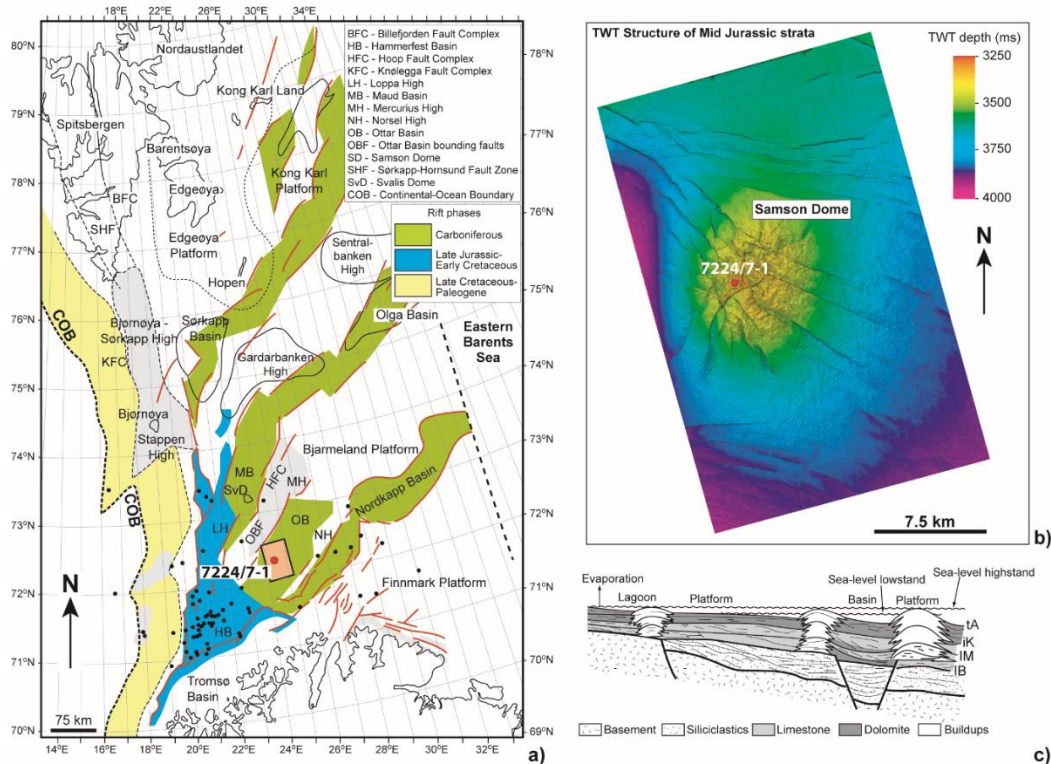 18°E
22°E
26°E
30°E
34°E
80°N
79°N
78°N
77°N
76°N
75°N
74°N
73°N
72°N
71°N
70°N
78°N
77°N
76°N
75°N
74°N
73°N
72°N
71°N
70°N
69°N
14°E
16°E
18°E
20°E
22°E
24°E
26°E
28°E
30°E
32°E
BFC - Billefjorden Fault Complex
HB - Hammerfest Basin
HFC - Hoop Fault Complex
KFC - Knølegga Fault Complex
LH - Loppa High
MB - Maud Basin
MH - Mercurius High
NH - Norsel High
OB - Ottar Basin
OBF - Ottar Basin bounding faults
SD - Samson Dome
SHF - Sørkapp-Hornsund Fault Zone
SvD - Svalis Dome
COB - Continental-Ocean Boundary
Rift phases
Carboniferous
Late Jurassic-
Early Cretaceous
Late Cretaceous-
Paleogene
Nordaustlandet
Kong Karl Land
Spitsbergen
Barentsøya
Kong Karl
Platform
BFC
Edgeøya
SHF
Edgeøya
Platform
Sentral-
banken
High
Hopen
Olga Basin
COB
Bjørnøya -
Sørkapp High
KFC
Sørkapp
Basin
Gardarbanken
High
Eastern
Barents
Sea
Bjørnøya
Stappen
High
Bjarmeland Platform
COB
MB
SvD
HFC
MH
Nordkapp Basin
LH
OBF
OB
NH
7224/7-1
Finnmark Platform
N
HB
Tromsø
Basin
75 km
a)
TWT Structure of Mid Jurassic strata
TWT depth (ms)
3250
3500
3750
4000
Samson Dome
7224/7-1
N
7.5 km
b)
Evaporation
Lagoon
Platform
Basin
Sea-level lowstand
Platform
Sea-level highstand
tA
iK
lM
lB
Basement
Siliciclastics
Limestone
Dolomite
Buildups
c)